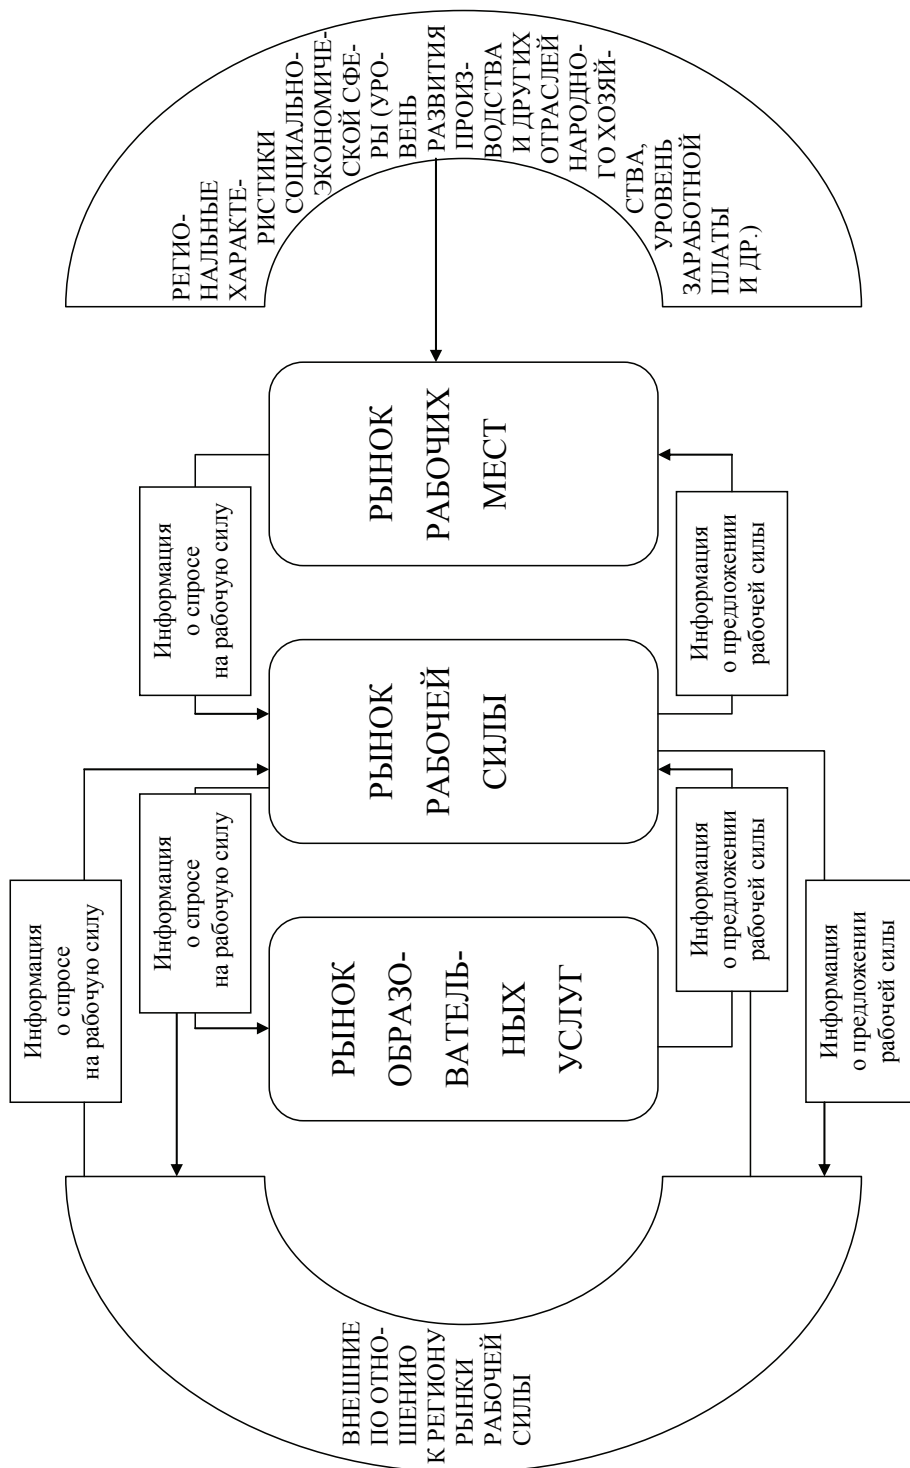 ВНЕШНИЕ
ПО ОТНО-
ШЕНИЮ
К РЕГИОНУ
РЫНКИ
РАБОЧЕЙ
СИЛЫ
Информация
о спросе
на рабочую силу
Информация
о спросе
на рабочую силу
РЫНОК
ОБРАЗО-
ВАТЕЛЬ-
НЫХ
УСЛУГ
Информация
о предложении
рабочей силы
Информация
о предложении
рабочей силы
РЫНОК
РАБОЧЕЙ
СИЛЫ
Информация
о спросе
на рабочую силу
Информация
о предложении
рабочей силы
РЫНОК
РАБОЧИХ
МЕСТ
РЕГИО-
НАЛЬНЫЕ
ХАРАКТЕ-
РИСТИКИ
СОЦИАЛЬНО-
ЭКОНОМИЧЕ-
СКОЙ СФЕ-
РЫ (УРО-
ВЕНЬ
РАЗВИТИЯ
ПРОИЗ-
ВОДСТВА
И ДРУГИХ
ОТРАСЛЕЙ
НАРОДНО-
ГО ХОЗЯЙ-
СТВА,
УРОВЕНЬ
ЗАРАБОТНОЙ
ПЛАТЫ
И ДР.)